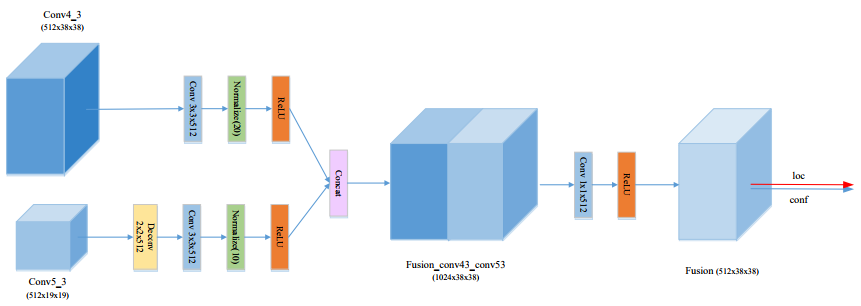 Conv4_3
(512x38x38)
Conv 3x3x512
Normalize(20)
ReLU
Concat
Deconv
2x2x512
Conv 3x3x512
Normalize(10)
ReLU
Conv5_3
(512x19x19)
Fusion_conv43_conv53
(1024x38x38)
Conv 1x1x512
ReLU
loc
conf
Fusion (512x38x38)